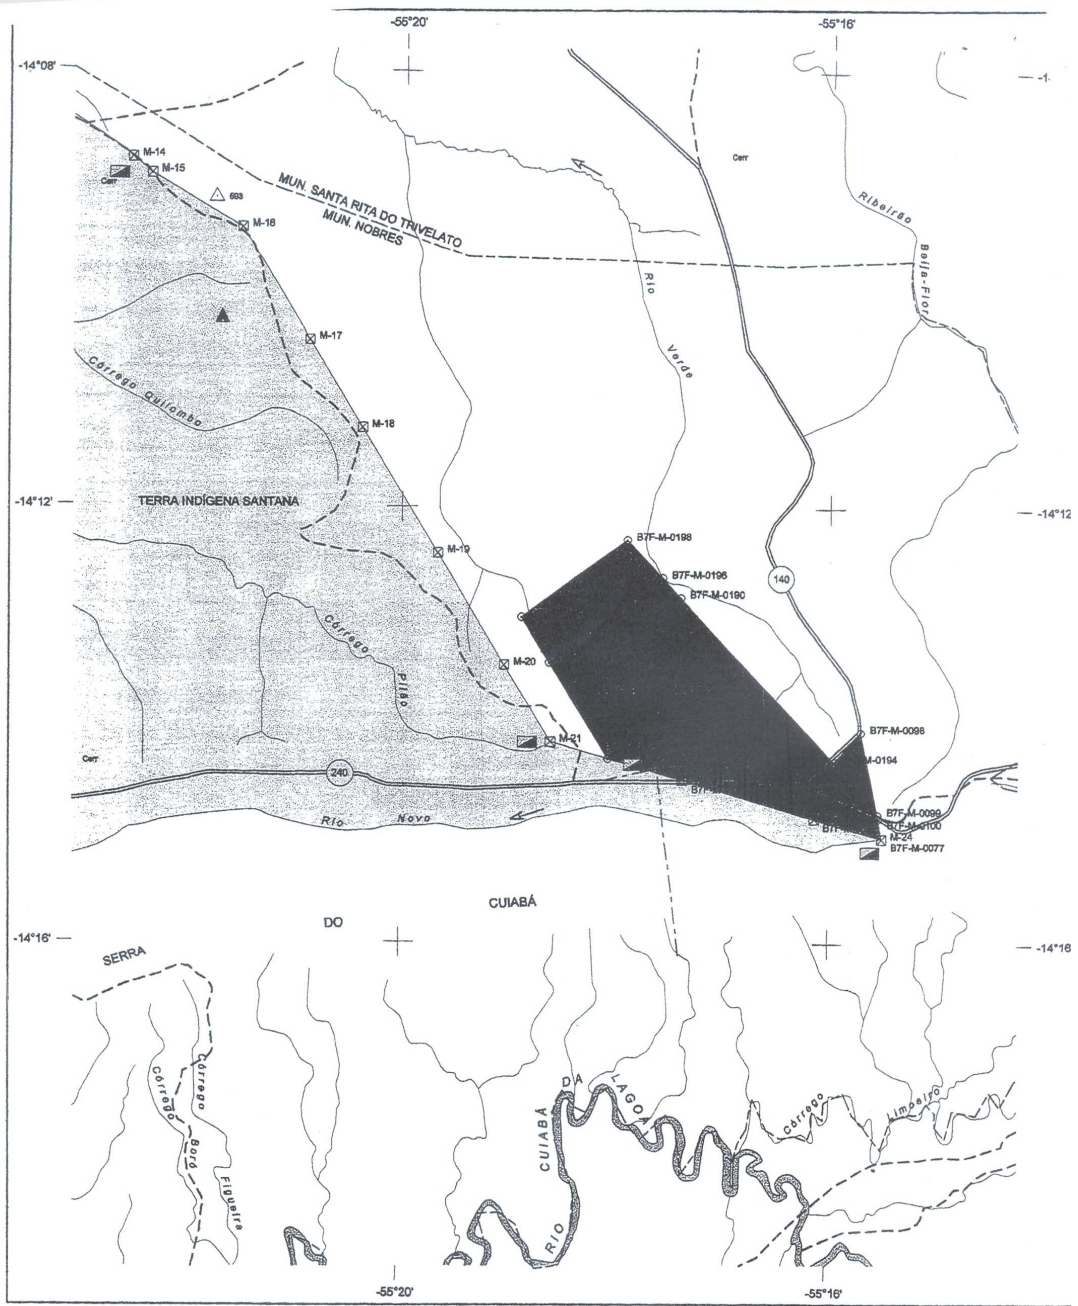 -55°20'
-55°16'
-14°08'
M-14
M-15
Cerr
693
M-16
MUN. SANTA RITA DO TRIVELATO
MUN. NOBRES
Cerr
Ribeirão
Beija-Flor
Rio
Verde
M-17
Córrego Quilombo
M-18
-14°12'
TERRA INDÍGENA SANTANA
-14°12
B7F-M-0198
M-19
B7F-M-0196
B7F-M-0190
140
Córrego
Pilão
M-20
M-21
B7F-M-0096
M-0194
Cerr
240
Rio Novo
B7F-M-0099
B7F-M-0100
M-24
B7F-M-0077
CUIABÁ
DO
-14°16'
SERRA
-14°16
DA
LAGOA
CUIABÁ
RIO
Córrego
Limpeiro
Córrego
Boró
Córrego
Figueira
-55°20'
-55°16'